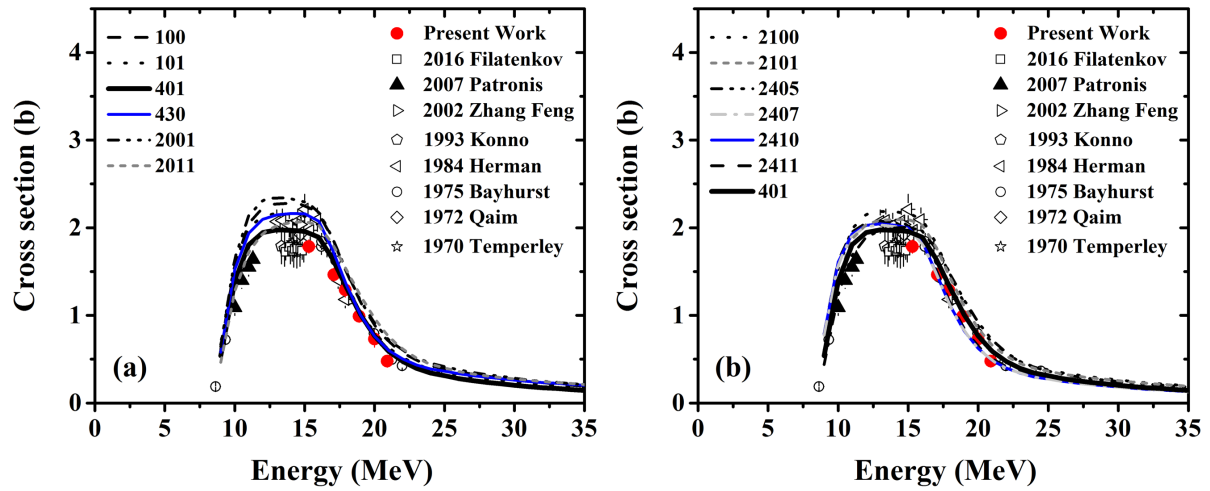 Cross section (b)
4
3
2
1
0
100
101
401
430
2001
2011
Present Work
2016 Filatenkov
2007 Patronis
2002 Zhang Feng
1993 Konno
1984 Herman
1975 Bayhurst
1972 Qaim
1970 Temperley
(a)
0 5 10 15 20 25 30 35
Energy (MeV)
Cross section (b)
4
3
2
1
0
2100
2101
2405
2407
2410
2411
401
Present Work
2016 Filatenkov
2007 Patronis
2002 Zhang Feng
1993 Konno
1984 Herman
1975 Bayhurst
1972 Qaim
1970 Temperley
(b)
0 5 10 15 20 25 30 35
Energy (MeV)